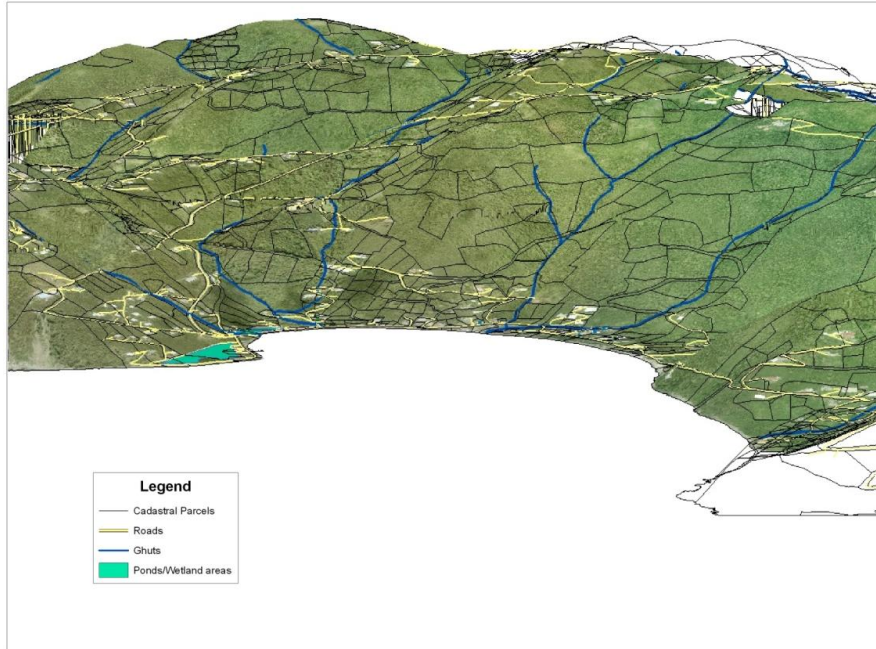 Legend
Cadastral Parcels
Roads
Ghuts
Ponds/Wetland areas